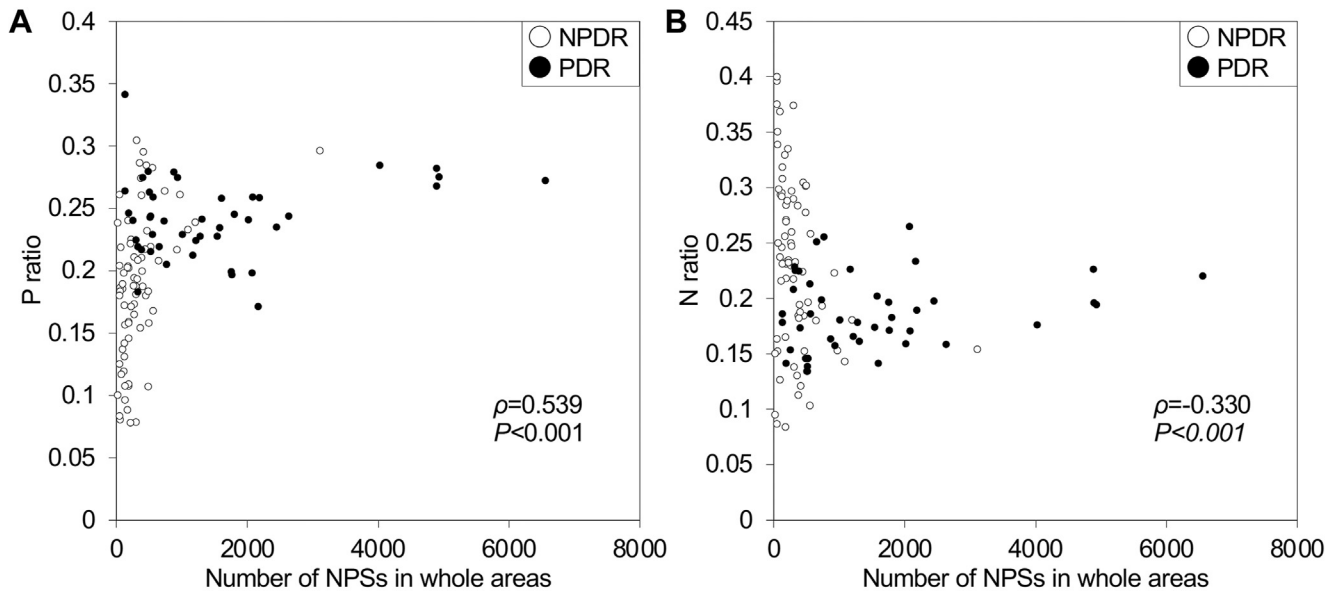 A
P ratio
0.4
0.35
0.3
0.25
0.2
0.15
0.1
0.05
0
NPDR
PDR
ρ=0.539
P<0.001
0 2000 4000 6000 8000
Number of NPSs in whole areas
B
N ratio
0.45
0.4
0.35
0.3
0.25
0.2
0.15
0.1
0.05
0
NPDR
PDR
ρ=-0.330
P<0.001
0 2000 4000 6000 8000
Number of NPSs in whole areas